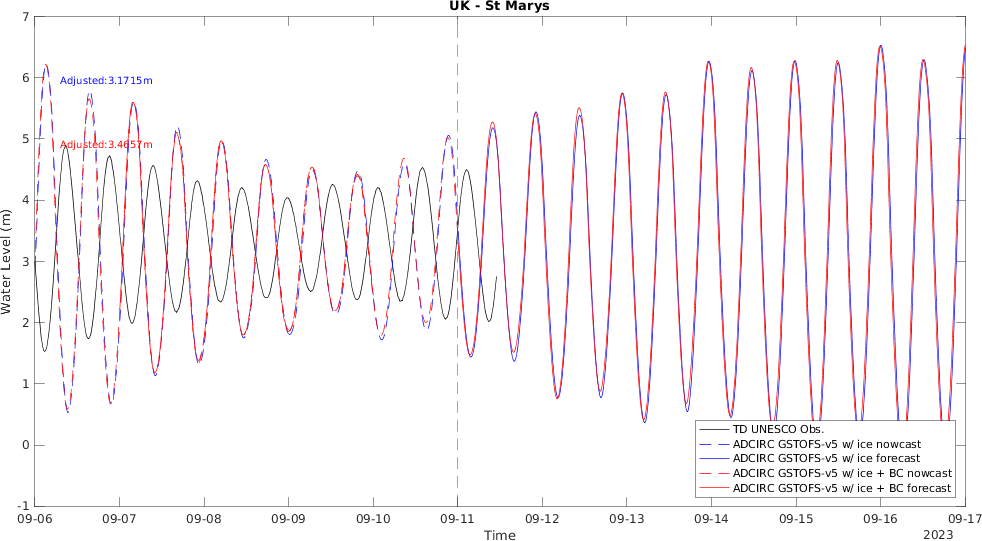 UK - St Marys
7
6
5
4
3
2
1
0
-1
Water Level (m)
Adjusted:3.1715m
Adjusted:3.4657m
TD UNESCO Obs.
ADCIRC GSTOFS-v5 w/ ice nowcast
ADCIRC GSTOFS-v5 w/ ice forecast
ADCIRC GSTOFS-v5 w/ ice + BC nowcast
ADCIRC GSTOFS-v5 w/ ice + BC forecast
09-06 09-07 09-08 09-09 09-10 09-11 09-12 09-13 09-14 09-15 09-16 09-17
Time
2023